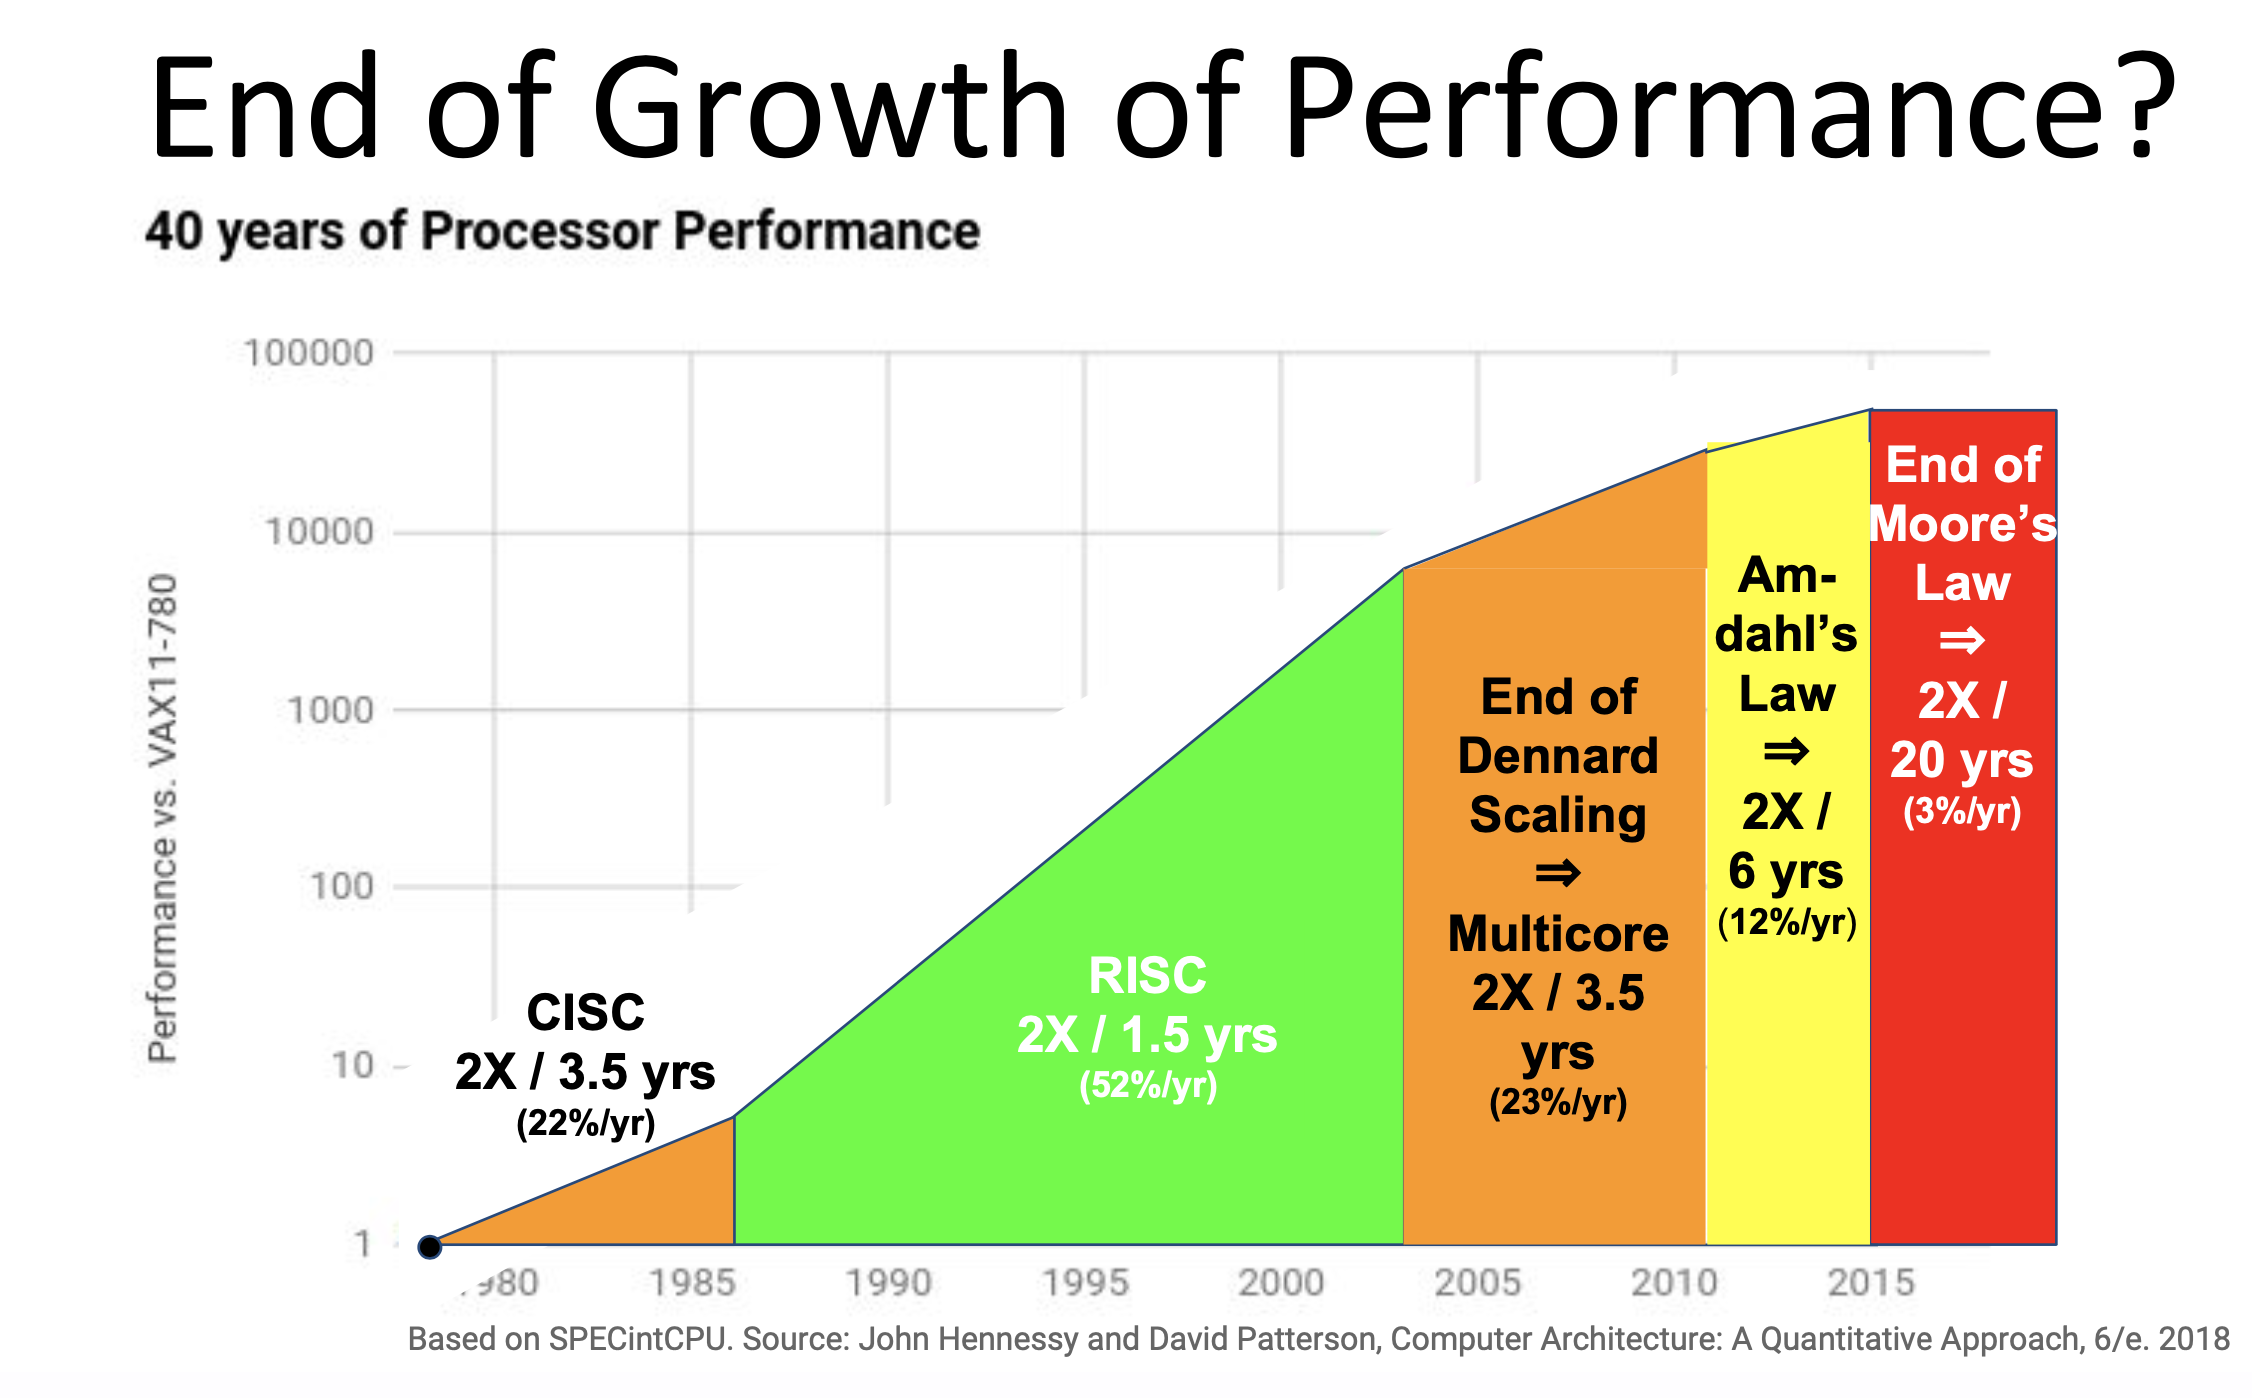 End of Growth of Performance?
40 years of Processor Performance
Performance vs. VAX11-780
100000
10000
1000
100
10
1
CISC
2X / 3.5 yrs
(22%/yr)
RISC
2X / 1.5 yrs
(52%/yr)
End of
Dennard
Scaling
⇒
Multicore
2X / 3.5
yrs
(23%/yr)
Am-
dahl’s
Law
⇒
2X /
6 yrs
(12%/yr)
End of
Moore’s
Law
⇒
2X /
20 yrs
(3%/yr)
980 1985 1990 1995 2000 2005 2010 2015
Based on SPECintCPU. Source: John Hennessy and David Patterson, Computer Architecture: A Quantitative Approach, 6/e. 2018